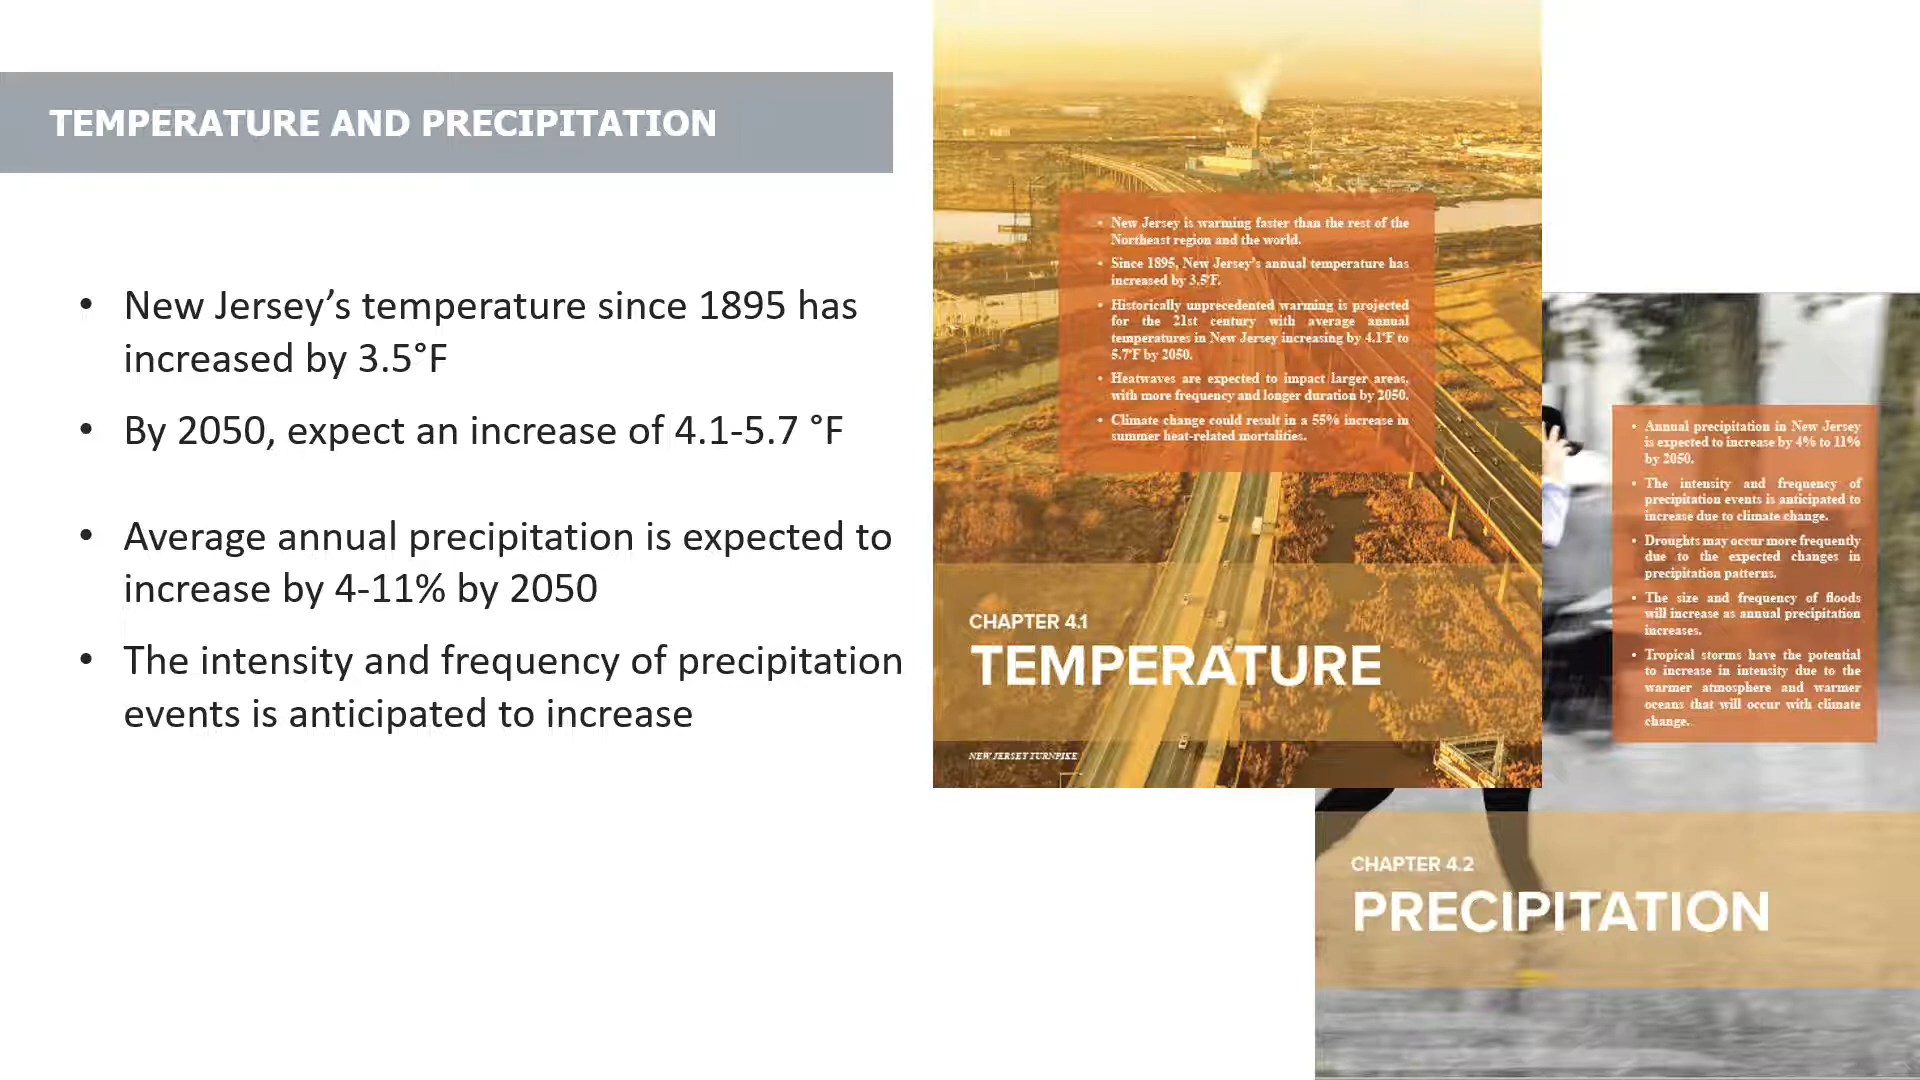 TEMPERATURE AND PRECIPITATION
• New Jersey’s temperature since 1895 has
increased by 3.5°F
• By 2050, expect an increase of 4.1-5.7 °F
• Average annual precipitation is expected to
increase by 4-11% by 2050
• The intensity and frequency of precipitation
events is anticipated to increase
• New Jersey is warming faster than the rest of the
Northeast region and the world.
• Since 1895, New Jersey’s annual temperature has
increased by 3.5°F.
• Historically unprecedented warming is projected
for the 21st century with average annual
temperatures in New Jersey increasing by 4.1°F to
5.7°F by 2050.
• Heatwaves are expected to impact larger areas,
with more frequency and longer duration by 2050.
• Climate change could result in a 55% increase in
summer heat-related mortalities.
CHAPTER 4.1
TEMPERATURE
NEW JERSEY TURNPIKE
• Annual precipitation in New Jersey
is expected to increase by 4% to 11%
by 2050.
• The intensity and frequency of
precipitation events is anticipated to
increase due to climate change.
• Droughts may occur more frequently
due to the expected changes in
precipitation patterns.
• The size and frequency of floods
will increase as annual precipitation
increases.
• Tropical storms have the potential
to increase in intensity due to the
warmer atmosphere and warmer
oceans that will occur with climate
change.
CHAPTER 4.2
PRECIPITATION